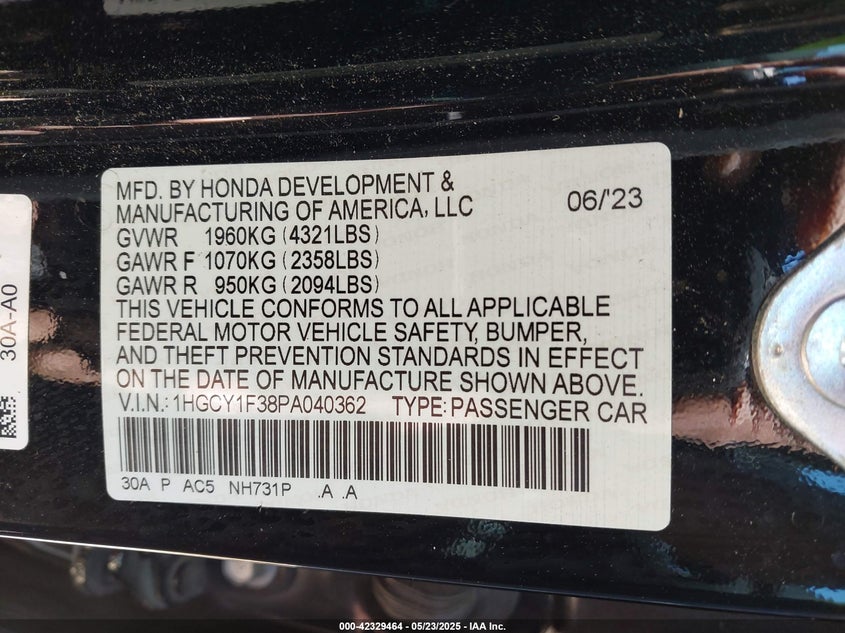 MFD. BY HONDA DEVELOPMENT &
MANUFACTURING OF AMERICA, LLC 06/'23
GVWR 1960KG (4321LBS)
GAWR F 1070KG (2358LBS)
GAWR R 950KG (2094LBS)
THIS VEHICLE CONFORMS TO ALL APPLICABLE
FEDERAL MOTOR VEHICLE SAFETY, BUMPER,
AND THEFT PREVENTION STANDARDS IN EFFECT
ON THE DATE OF MANUFACTURE SHOWN ABOVE.
V.I.N.: 1HGCY1F38PA040362 TYPE: PASSENGER CAR
30A P AC5 NH731P .A .A
30A-A0
000-42329464 - 05/23/2025 - IAA Inc.